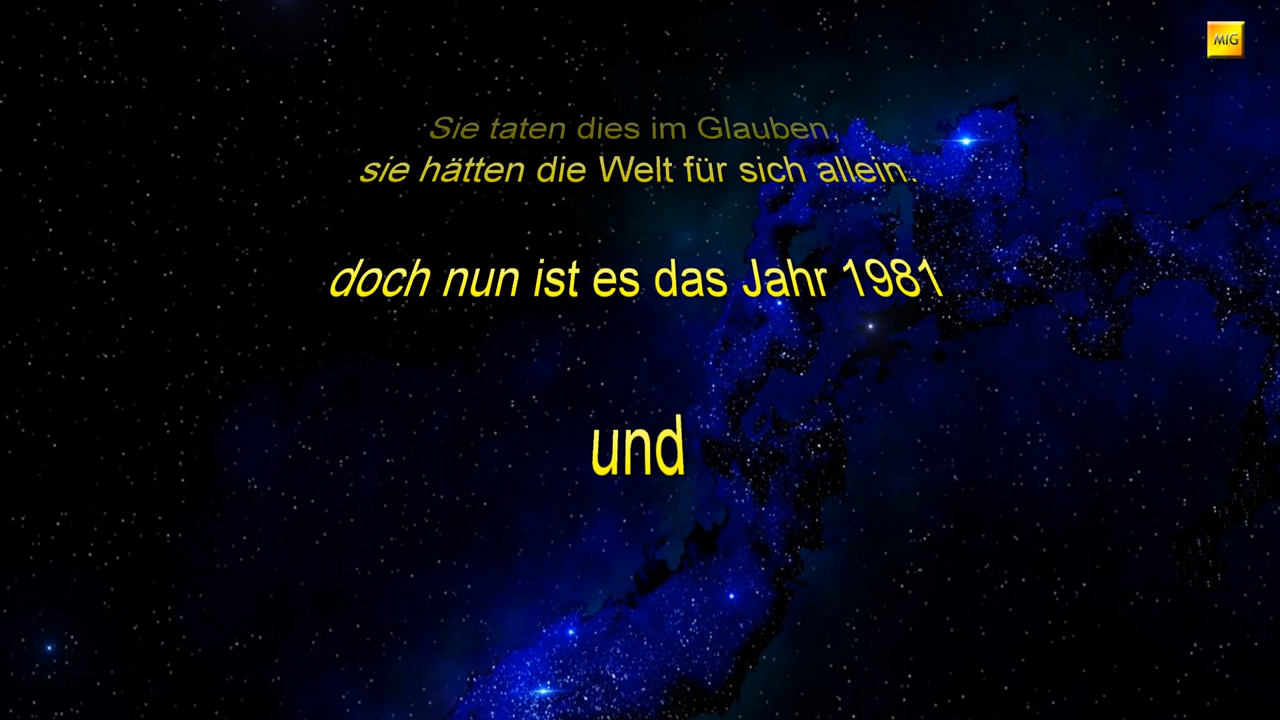 MIG
Sie taten dies im Glauben,
sie hätten die Welt für sich allein.
doch nun ist es das Jahr 1981
und